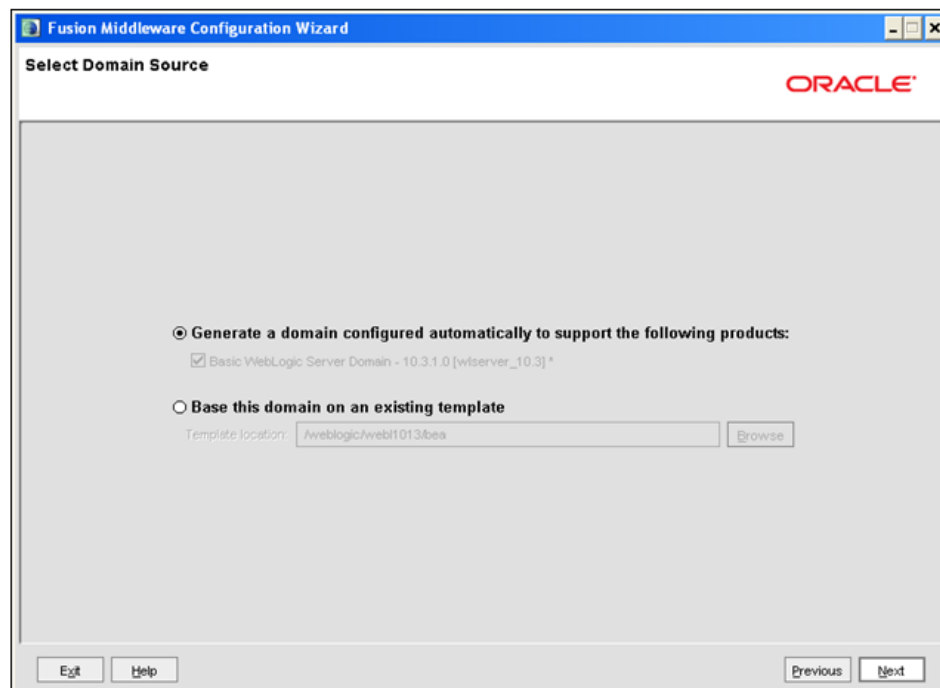 Fusion Middleware Configuration Wizard
Select Domain Source
ORACLE
Generate a domain configured automatically to support the following products:
Basic WebLogic Server Domain - 10.3.1.0 [wlserver_10.3] *
Base this domain on an existing template
Template location: /weblogic/webl1013/bea Browse
Exit Help Previous Next